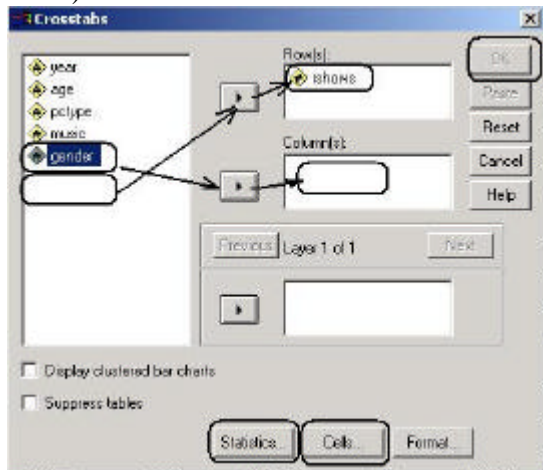 Crosstabs
year
age
pctype
music
gender
Row(s):
tshows
Column(s):
OK
Paste
Reset
Cancel
Help
Previous
Layer 1 of 1
Next
Display clustered bar charts
Suppress tables
Statistics...
Cells...
Format...